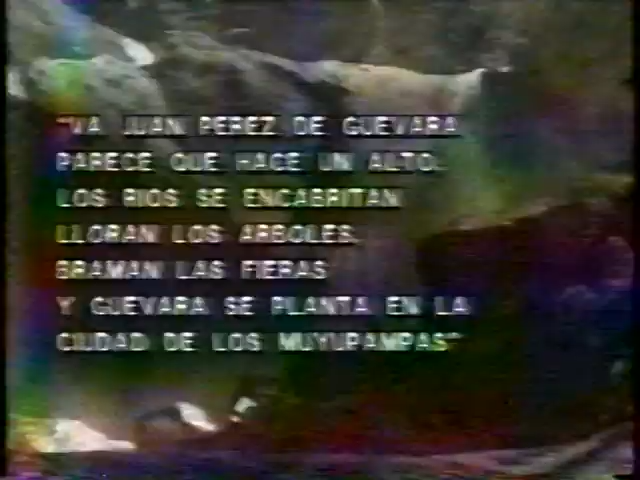 "VA JUAN PEREZ DE GUEVARA
PARECE QUE HACE UN ALTO.
LOS RIOS SE ENCABRITAN
LLORAN LOS ARBOLES.
BRAMAN LAS FIERAS
Y GUEVARA SE PLANTA EN LA
CIUDAD DE LOS MUYUPAMPAS"